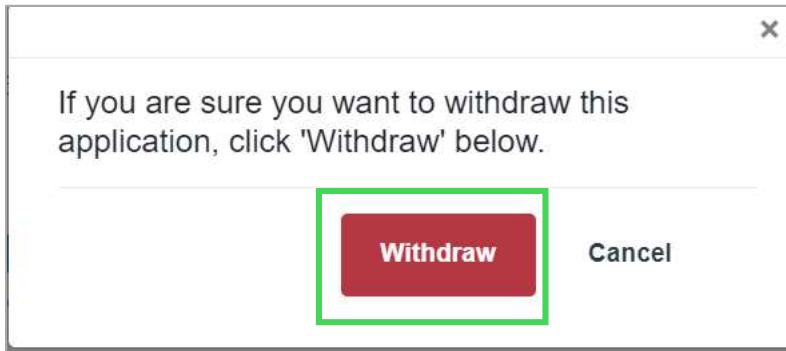 ×
If you are sure you want to withdraw this
application, click 'Withdraw' below.
Withdraw Cancel